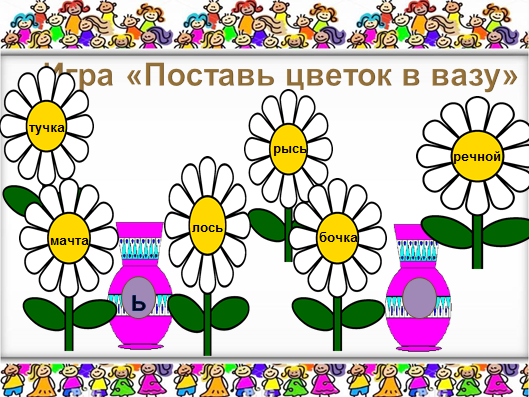 Игра «Поставь цветок в вазу»
тучка
рысь
речной
мачта
лось
бочка
Ь